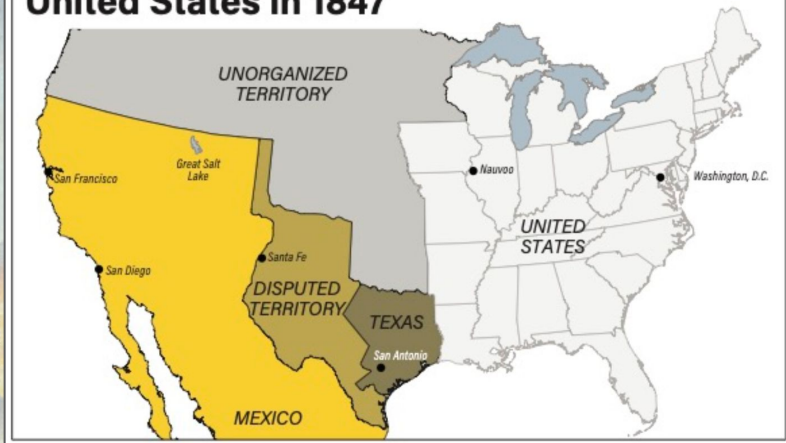 United States in 1847
UNORGANIZED
TERRITORY
Great Salt
Lake
San Francisco
Nauvoo
Washington, D.C.
UNITED
STATES
Santa Fe
San Diego
DISPUTED
TERRITORY
TEXAS
San Antonio
MEXICO